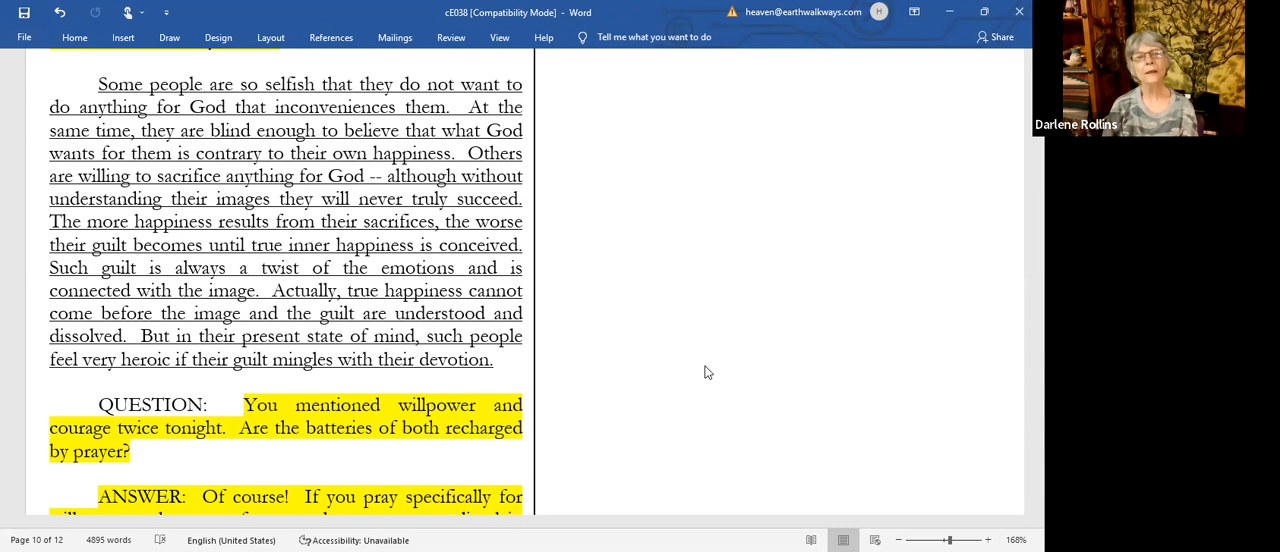 cE038 [Compatibility Mode] - Word
heaven@earthwalkways.com
H
File Home Insert Draw Design Layout References Mailings Review View Help Tell me what you want to do Share
Some people are so selfish that they do not want to
do anything for God that inconveniences them. At the
same time, they are blind enough to believe that what God
wants for them is contrary to their own happiness. Others
are willing to sacrifice anything for God -- although without
understanding their images they will never truly succeed.
The more happiness results from their sacrifices, the worse
their guilt becomes until true inner happiness is conceived.
Such guilt is always a twist of the emotions and is
connected with the image. Actually, true happiness cannot
come before the image and the guilt are understood and
dissolved. But in their present state of mind, such people
feel very heroic if their guilt mingles with their devotion.
QUESTION: You mentioned willpower and
courage twice tonight. Are the batteries of both recharged
by prayer?
ANSWER: Of course! If you pray specifically for
Page 10 of 12 4895 words English (United States) Accessibility: Unavailable 168%
Darlene Rollins